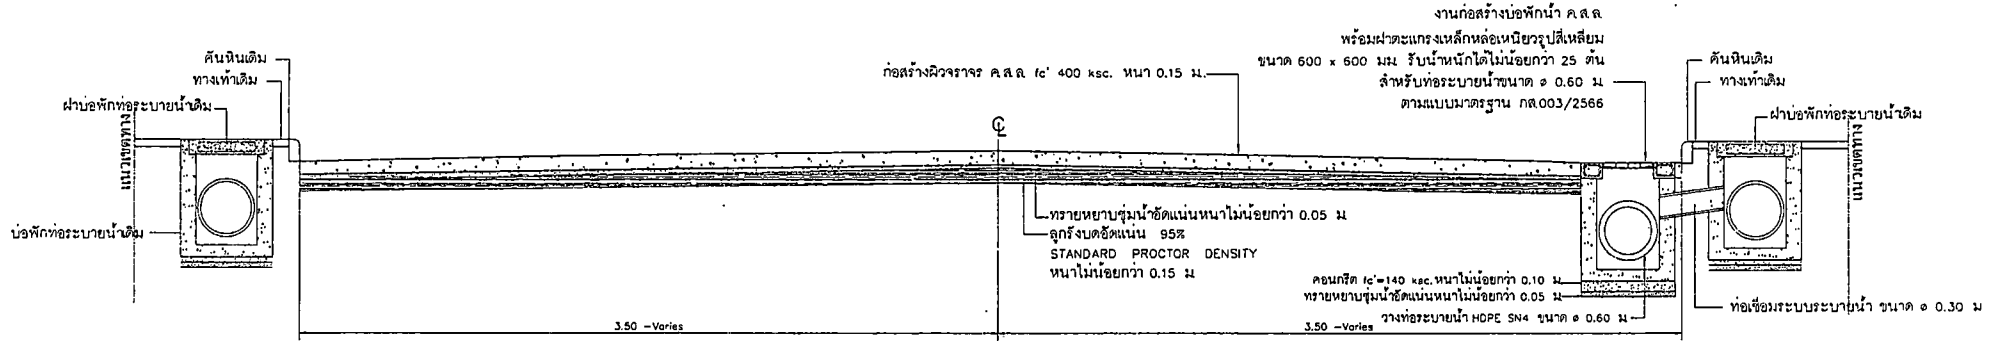 คันหินเดิม
ทางเท้าเดิม
ฝาบ่อพักท่อระบายน้ำเดิม
แนวเขตทาง
บ่อพักท่อระบายน้ำเดิม
ก่อสร้างผิวจราจร ค.ส.ล. fc' 400 ksc. หนา 0.15 ม.
CL
งานก่อสร้างบ่อพักน้ำ ค.ส.ล.
พร้อมฝาตะแกรงเหล็กหล่อเหนียวรูปสี่เหลี่ยม
ขนาด 600 x 600 มม. รับน้ำหนักได้ไม่น้อยกว่า 25 ตัน
สำหรับท่อระบายน้ำขนาด ø 0.60 ม.
ตามแบบมาตรฐาน กส.003/2566
คันหินเดิม
ทางเท้าเดิม
ฝาบ่อพักท่อระบายน้ำเดิม
แนวเขตทาง
ทรายหยาบชุ่มน้ำอัดแน่นหนาไม่น้อยกว่า 0.05 ม.
ลูกรังบดอัดแน่น 95%
STANDARD PROCTOR DENSITY
หนาไม่น้อยกว่า 0.15 ม.
คอนกรีต fc'=140 ksc. หนาไม่น้อยกว่า 0.10 ม.
ทรายหยาบชุ่มน้ำอัดแน่นหนาไม่น้อยกว่า 0.05 ม.
วางท่อระบายน้ำ HDPE SN4 ขนาด ø 0.60 ม.
ท่อเชื่อมระบบระบายน้ำ ขนาด ø 0.30 ม.
3.50 -Varies
3.50 -Varies